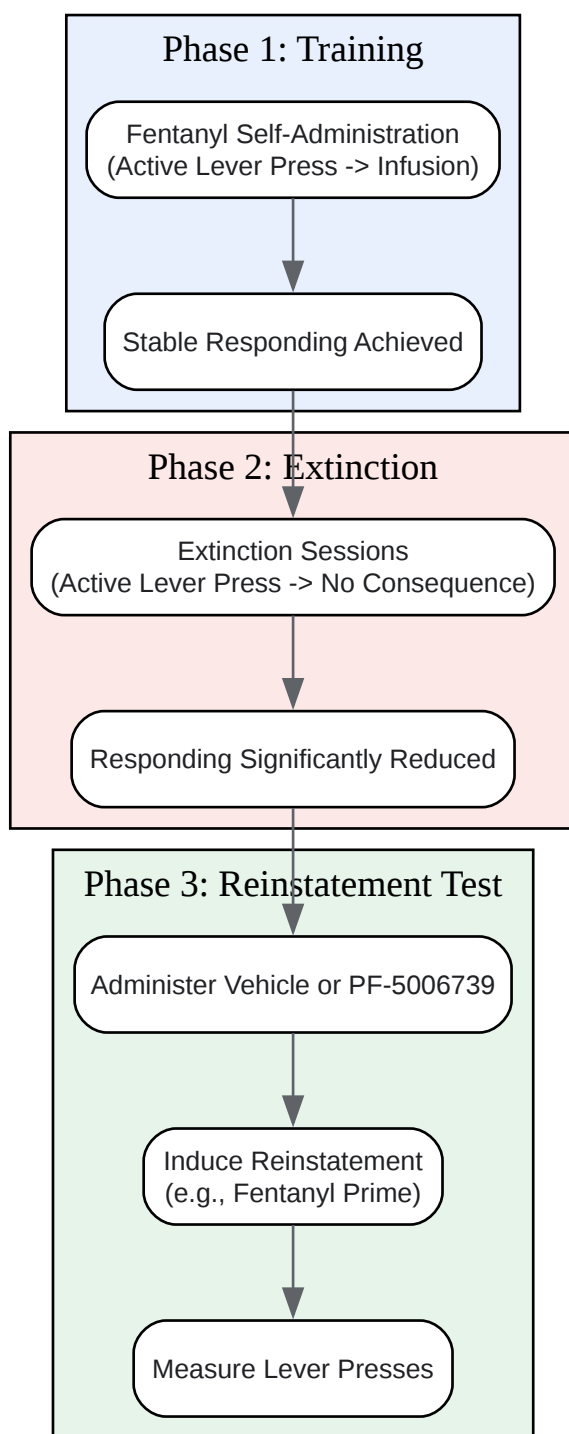 Phase 1: Training
Fentanyl Self-Administration
(Active Lever Press -> Infusion)
Stable Responding Achieved
Phase 2: Extinction
Extinction Sessions
(Active Lever Press -> No Consequence)
Responding Significantly Reduced
Phase 3: Reinstatement Test
Administer Vehicle or PF-5006739
Induce Reinstatement
(e.g., Fentanyl Prime)
Measure Lever Presses